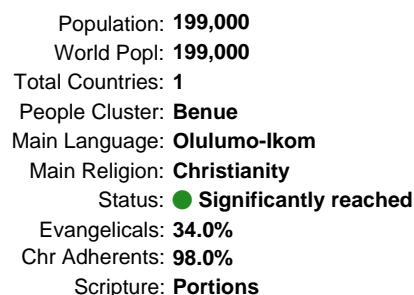 Population: 199,000
World Popl: 199,000
Total Countries: 1
People Cluster: Benue
Main Language: Olulumo-Ikom
Main Religion: Christianity
Status: Significantly reached
Evangelicals: 34.0%
Chr Adherents: 98.0%
Scripture: Portions